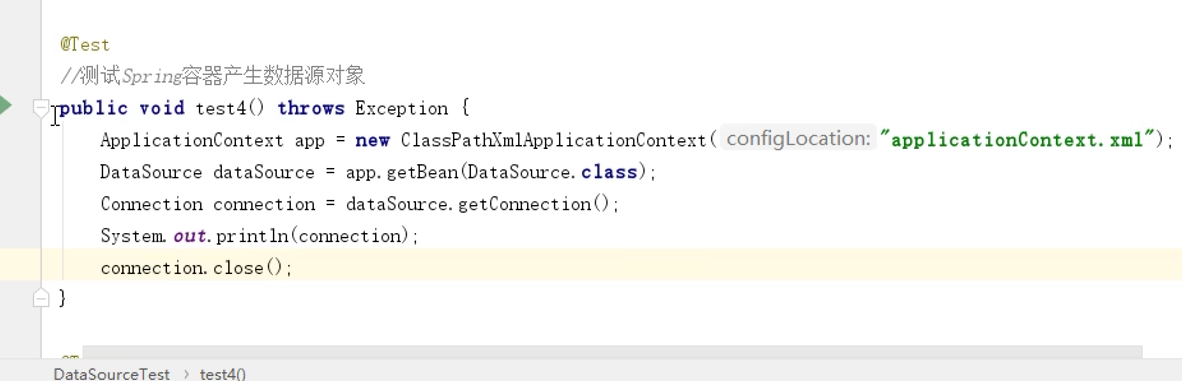 @Test
//测试Spring容器产生数据源对象
public void test4() throws Exception {
ApplicationContext app = new ClassPathXmlApplicationContext( configLocation: "applicationContext.xml");
DataSource dataSource = app.getBean(DataSource.class);
Connection connection = dataSource.getConnection();
System.out.println(connection);
connection.close();
}
DataSourceTest › test4()